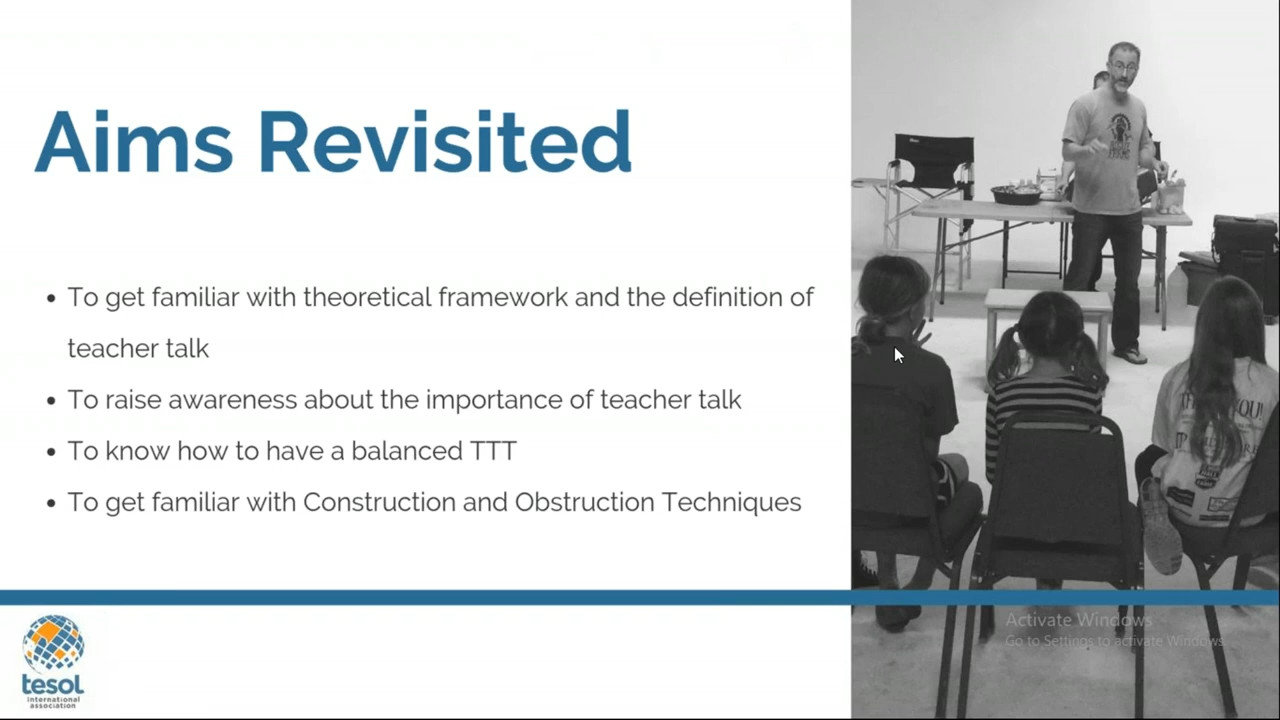 Aims Revisited
• To get familiar with theoretical framework and the definition of
teacher talk
• To raise awareness about the importance of teacher talk
• To know how to have a balanced TTT
• To get familiar with Construction and Obstruction Techniques
Activate Windows
Go to Settings to activate Windows.
tesol
international
association